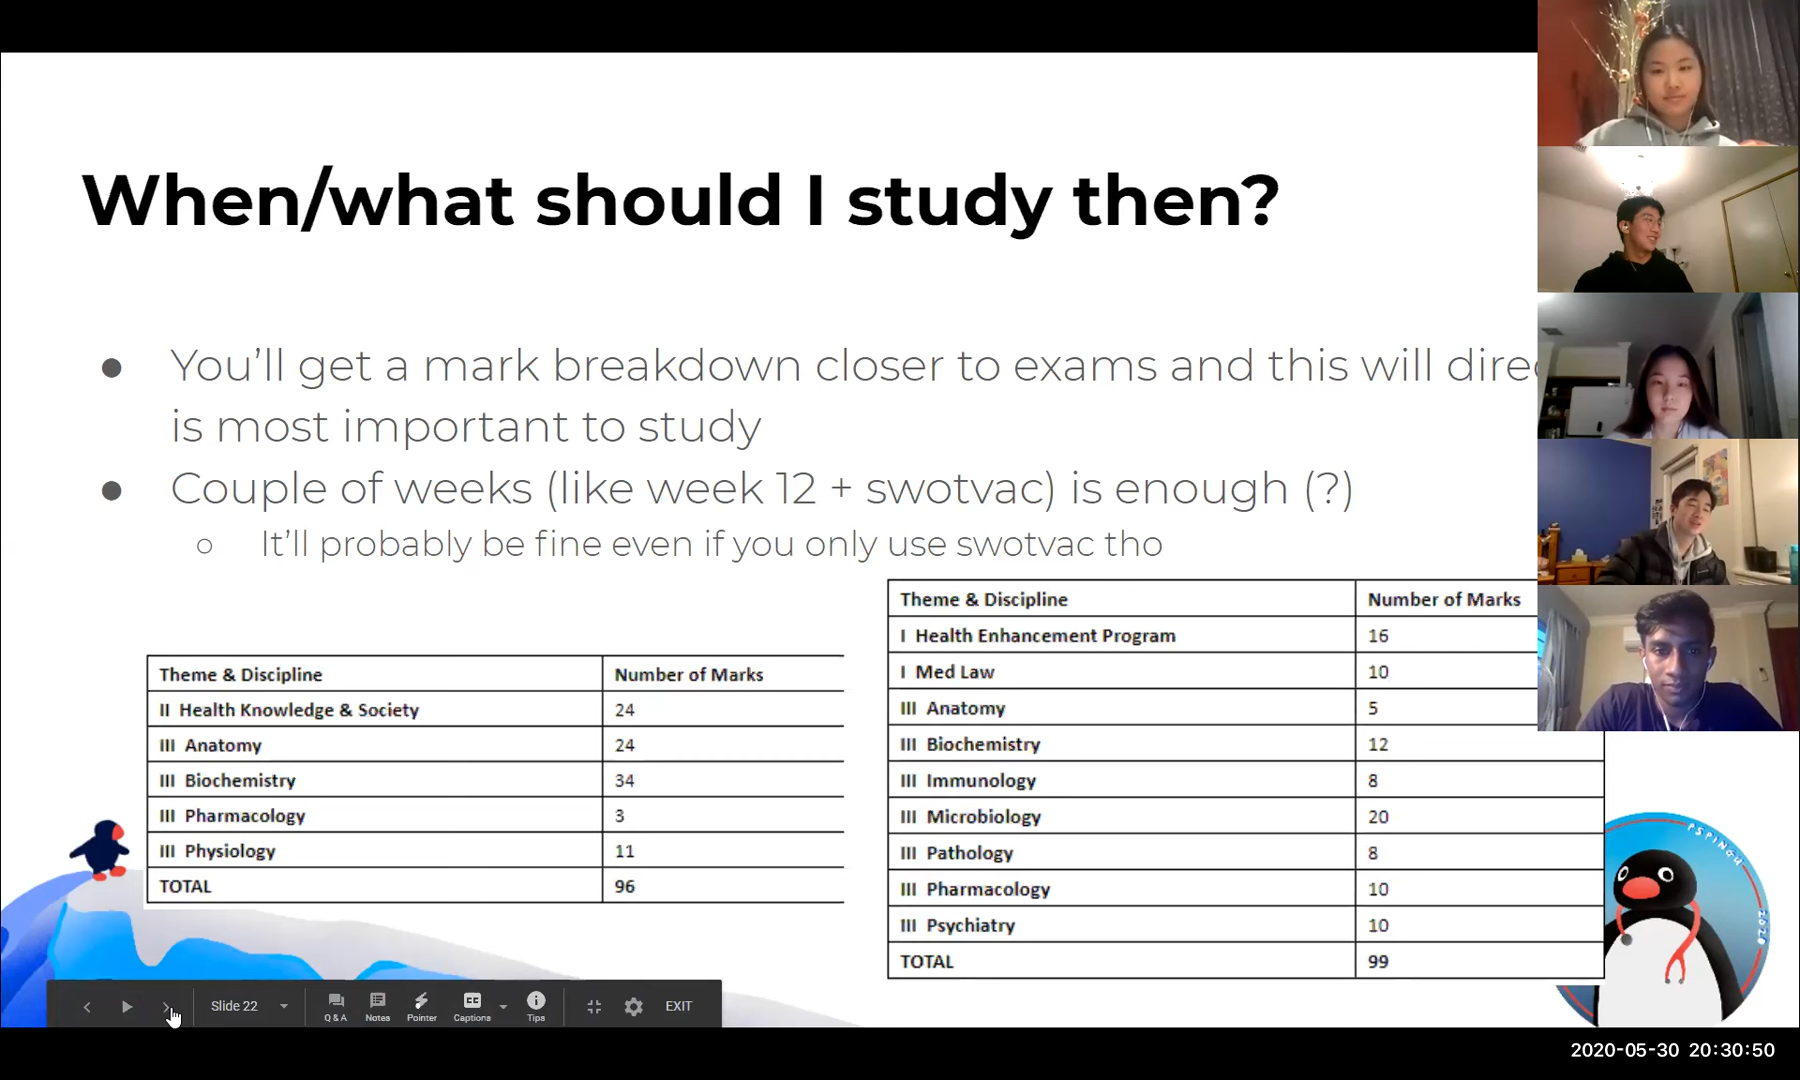 When/what should I study then?
● You'll get a mark breakdown closer to exams and this will
is most important to study
● Couple of weeks (like week 12 + swotvac) is enough (?)
○ It'll probably be fine even if you only use swotvac tho
Theme & Discipline Number of Marks
II Health Knowledge & Society 24
III Anatomy 24
III Biochemistry 34
III Pharmacology 3
III Physiology 11
TOTAL 96
Theme & Discipline Number of Marks
I Health Enhancement Program 16
I Med Law 10
III Anatomy 5
III Biochemistry 12
III Immunology 8
III Microbiology 20
III Pathology 8
III Pharmacology 10
III Psychiatry 10
TOTAL 99
PSPINGU
2020
Slide 22
Q & A
Notes
Pointer
CC
Captions
Tips
EXIT
2020-05-30 20:30:50